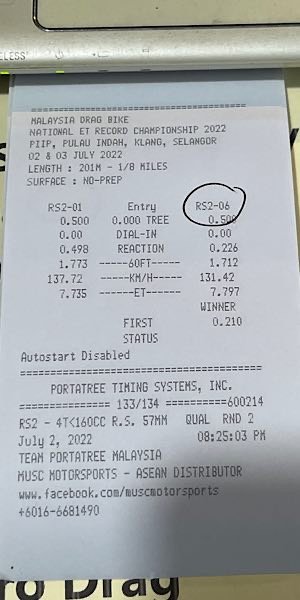 ELESS
MALAYSIA DRAG BIKE
NATIONAL ET RECORD CHAMPIONSHIP 2022
PIIP, PULAU INDAH, KLANG, SELANGOR
02 & 03 JULY 2022
LENGTH : 201M - 1/8 MILES
SURFACE : NO-PREP
RS2-01 Entry RS2-06
0.500 0.000 TREE 0.500
0.00 DIAL-IN 0.00
0.498 REACTION 0.226
1.773 -----60FT----- 1.712
137.72 -----KM/H----- 131.42
7.735 ------ET----- 7.797
WINNER
FIRST 0.210
STATUS
Autostart Disabled
PORTATREE TIMING SYSTEMS, INC.
============== 133/134 ==========600214
RS2 - 4TK160CC R.S. 57MM QUAL RND 2
July 2, 2022 08:25:03 PM
TEAM PORTATREE MALAYSIA
MUSC MOTORSPORTS - ASEAN DISTRIBUTOR
www.facebook.com/muscmotorsports
+6016-6681490
ro Drag